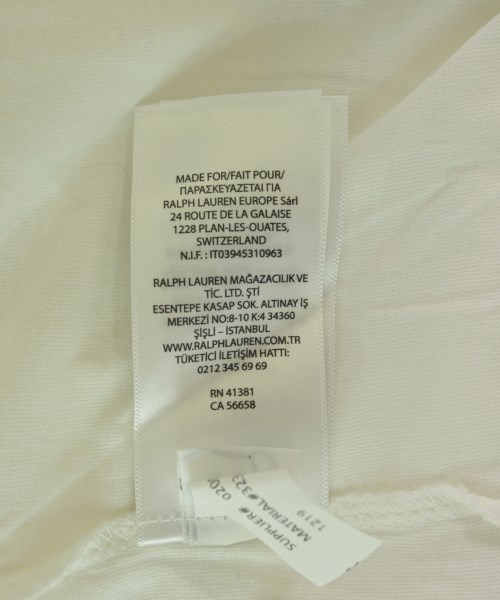 MADE FOR/FAIT POUR/
ΠΑΡΑΣΚΕΥΑΖΕΤΑΙ ΓΙΑ
RALPH LAUREN EUROPE Sárl
24 ROUTE DE LA GALAISE
1228 PLAN-LES-OUATES,
SWITZERLAND
N.I.F. : IT03945310963
RALPH LAUREN MAĞAZACILIK VE
TİC. LTD. ŞTİ
ESENTEPE KASAP SOK. ALTINAY İŞ
MERKEZİ NO:8-10 K:4 34360
ŞİŞLİ – İSTANBUL
WWW.RALPHLAUREN.COM.TR
TÜKETİCİ İLETİŞİM HATTI:
0212 345 69 69
RN 41381
CA 56658
SUPPLIER# 020
MATERIAL#323
1219